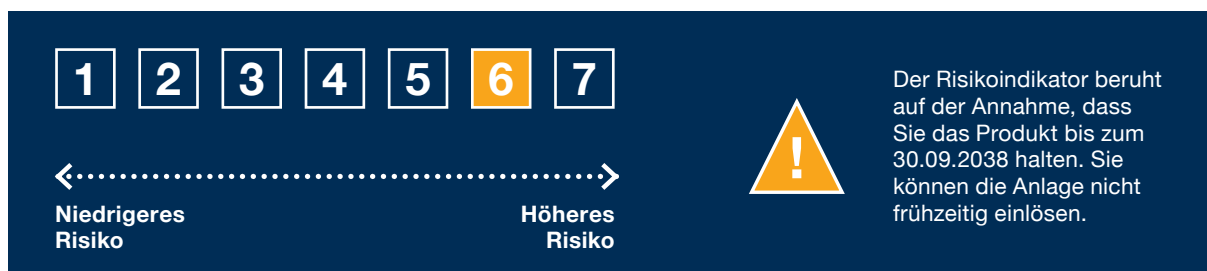 1 2 3 4 5 6 7
Niedrigeres
Risiko
Höheres
Risiko
!
Der Risikoindikator beruht
auf der Annahme, dass
Sie das Produkt bis zum
30.09.2038 halten. Sie
können die Anlage nicht
frühzeitig einlösen.